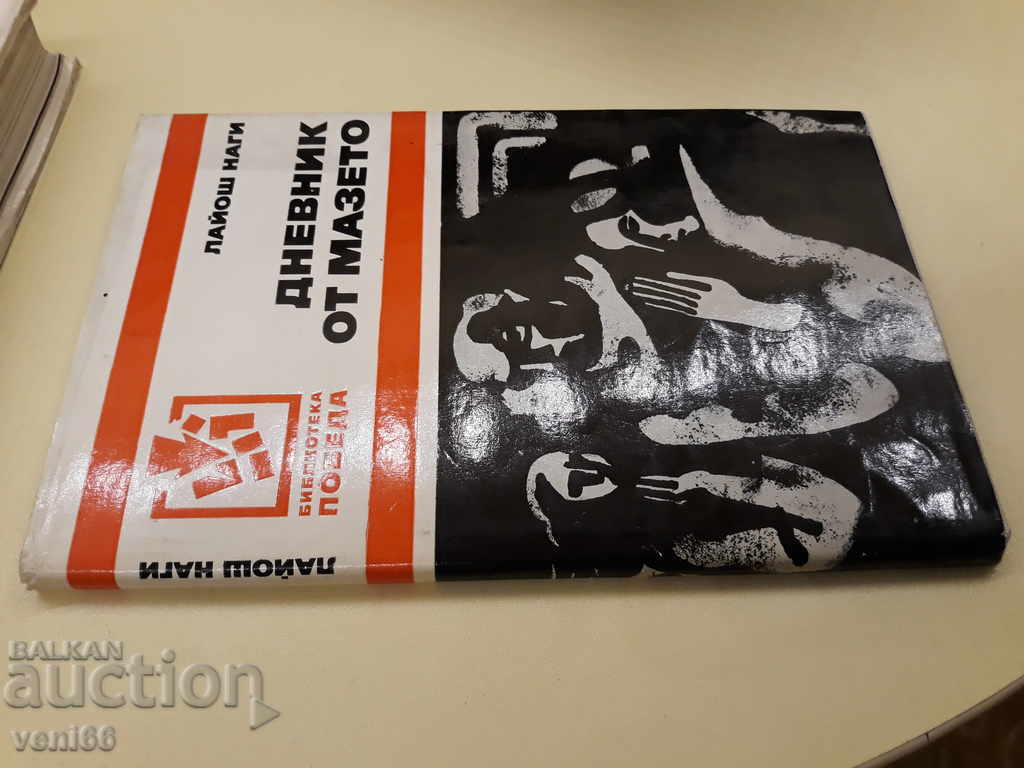 ЛАЙОШ НАГИ
ДНЕВНИК
ОТ МАЗЕТО
БИБЛИОТЕКА
ПОБЕДА
ЛАЙОШ НАГИ
BALKAN
auction
veni66